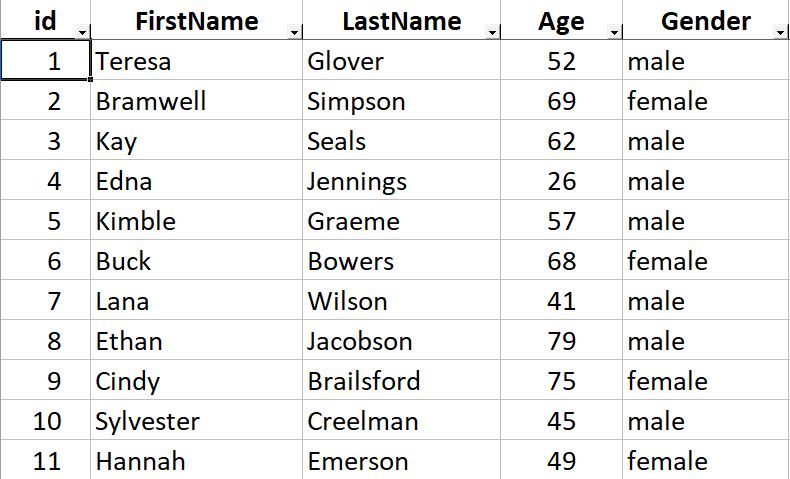 id FirstName LastName Age Gender
1 Teresa Glover 52 male
2 Bramwell Simpson 69 female
3 Kay Seals 62 male
4 Edna Jennings 26 male
5 Kimble Graeme 57 male
6 Buck Bowers 68 female
7 Lana Wilson 41 male
8 Ethan Jacobson 79 male
9 Cindy Brailsford 75 female
10 Sylvester Creelman 45 male
11 Hannah Emerson 49 female